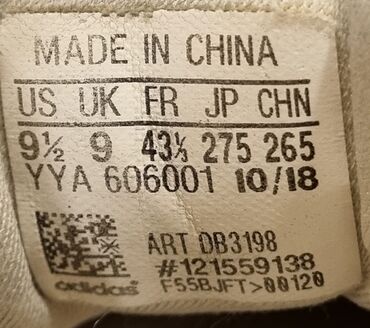 MADE IN CHINA
US UK FR JP CHN
9½ 9 43⅓ 275 265
YYA 606001 10/18
ART DB3198
#121559138
adidas F55BJFT>00120